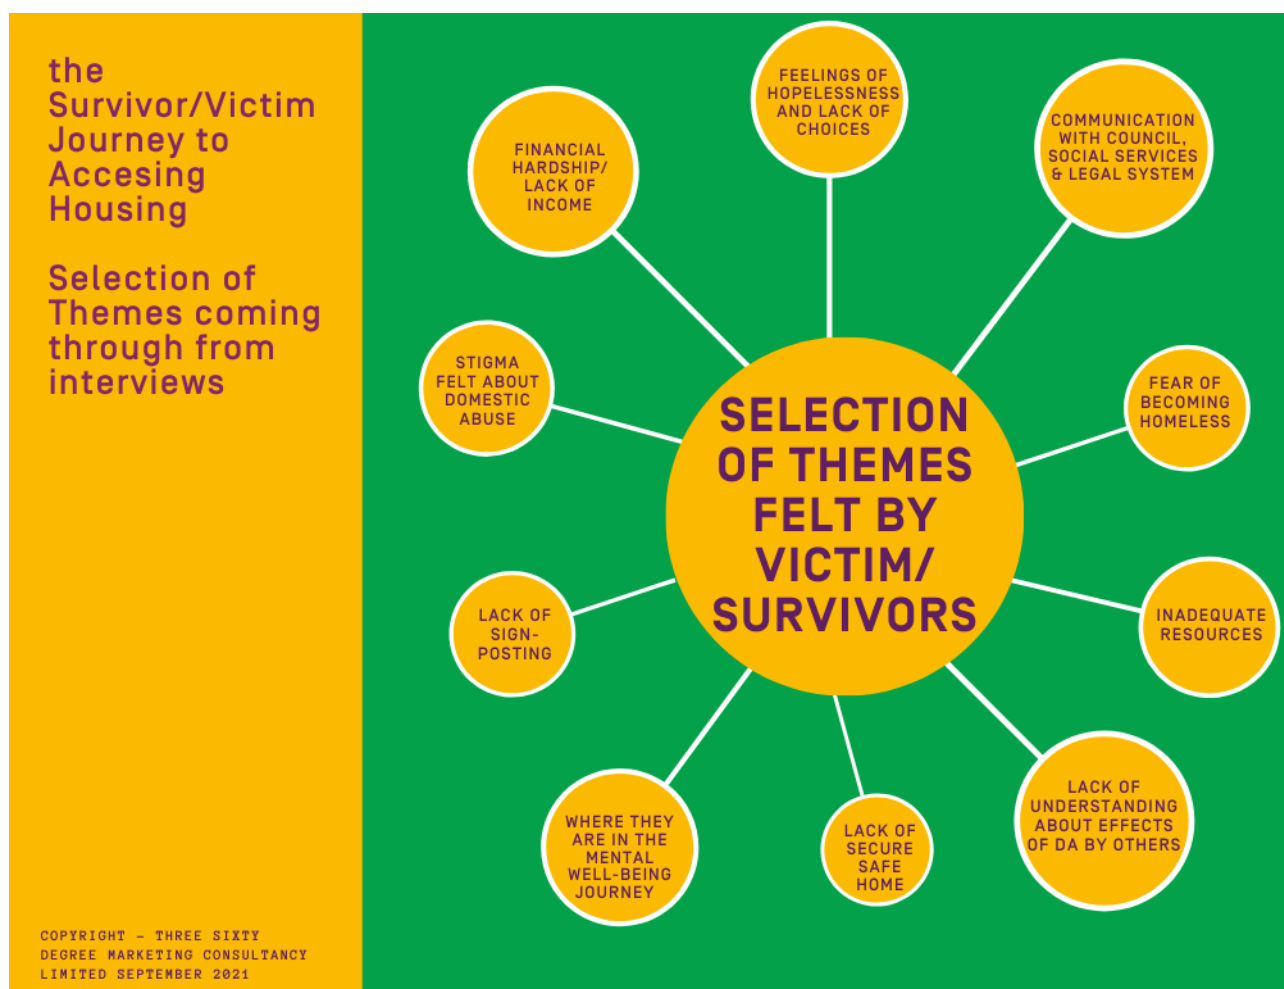 the
Survivor/Victim
Journey to
Accesing
Housing
Selection of
Themes coming
through from
interviews
COPYRIGHT – THREE SIXTY
DEGREE MARKETING CONSULTANCY
LIMITED SEPTEMBER 2021
SELECTION
OF THEMES
FELT BY
VICTIM/
SURVIVORS
FEELINGS OF
HOPELESSNESS
AND LACK OF
CHOICES
COMMUNICATION
WITH COUNCIL,
SOCIAL SERVICES
& LEGAL SYSTEM
FEAR OF
BECOMING
HOMELESS
INADEQUATE
RESOURCES
LACK OF
UNDERSTANDING
ABOUT EFFECTS
OF DA BY OTHERS
LACK OF
SECURE
SAFE
HOME
WHERE THEY
ARE IN THE
MENTAL
WELL-BEING
JOURNEY
LACK OF
SIGN-
POSTING
STIGMA
FELT ABOUT
DOMESTIC
ABUSE
FINANCIAL
HARDSHIP/
LACK OF
INCOME